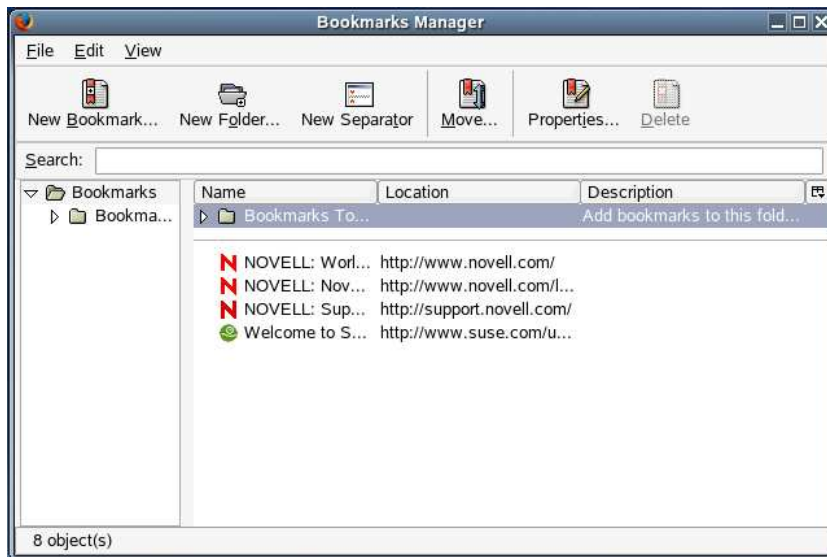 Bookmarks Manager
File Edit View
New Bookmark... New Folder... New Separator Move... Properties... Delete
Search:
Bookmarks Name Location Description
Bookma... Bookmarks To... Add bookmarks to this fold...
NOVELL: Worl... http://www.novell.com/
NOVELL: Nov... http://www.novell.com/l...
NOVELL: Sup... http://support.novell.com/
Welcome to S... http://www.suse.com/u...
8 object(s)